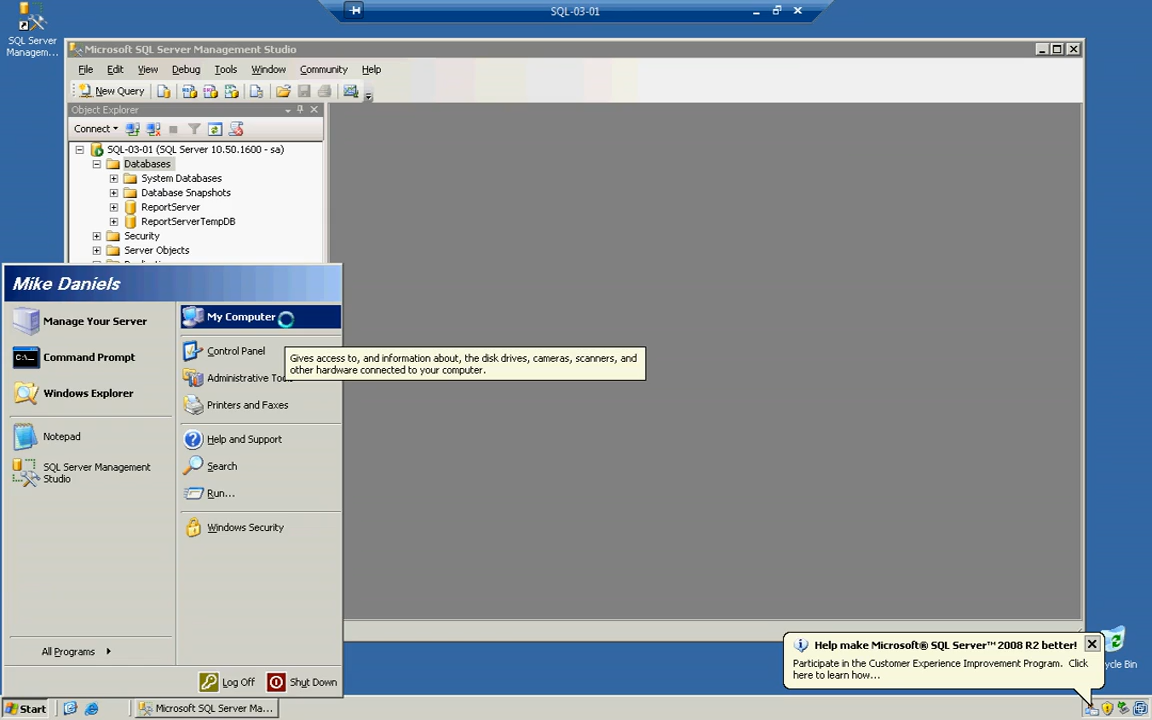 SQL-03-01
SQL Server
Managem...
Microsoft SQL Server Management Studio
File Edit View Debug Tools Window Community Help
New Query
Object Explorer
Connect
SQL-03-01 (SQL Server 10.50.1600 - sa)
Databases
System Databases
Database Snapshots
ReportServer
ReportServerTempDB
Security
Server Objects
Mike Daniels
Manage Your Server
Command Prompt
Windows Explorer
Notepad
SQL Server Management
Studio
All Programs
My Computer
Control Panel
Administrative Too
Printers and Faxes
Help and Support
Search
Run...
Windows Security
Gives access to, and information about, the disk drives, cameras, scanners, and
other hardware connected to your computer.
Log Off Shut Down
Help make Microsoft® SQL Server™ 2008 R2 better!
Participate in the Customer Experience Improvement Program. Click
here to learn how...
ycle Bin
Start
Microsoft SQL Server Ma...